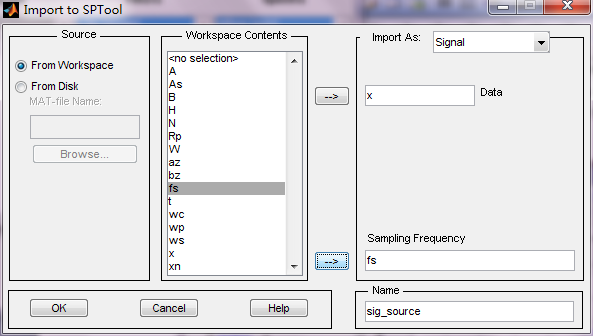 Import to SPTool
Source
From Workspace
From Disk
MAT-file Name:
Browse...
Workspace Contents
<no selection>
A
As
B
H
N
Rp
W
az
bz
fs
t
wc
wp
ws
x
xn
-->
-->
Import As:
Signal
x
Data
Sampling Frequency
fs
OK
Cancel
Help
Name
sig_source